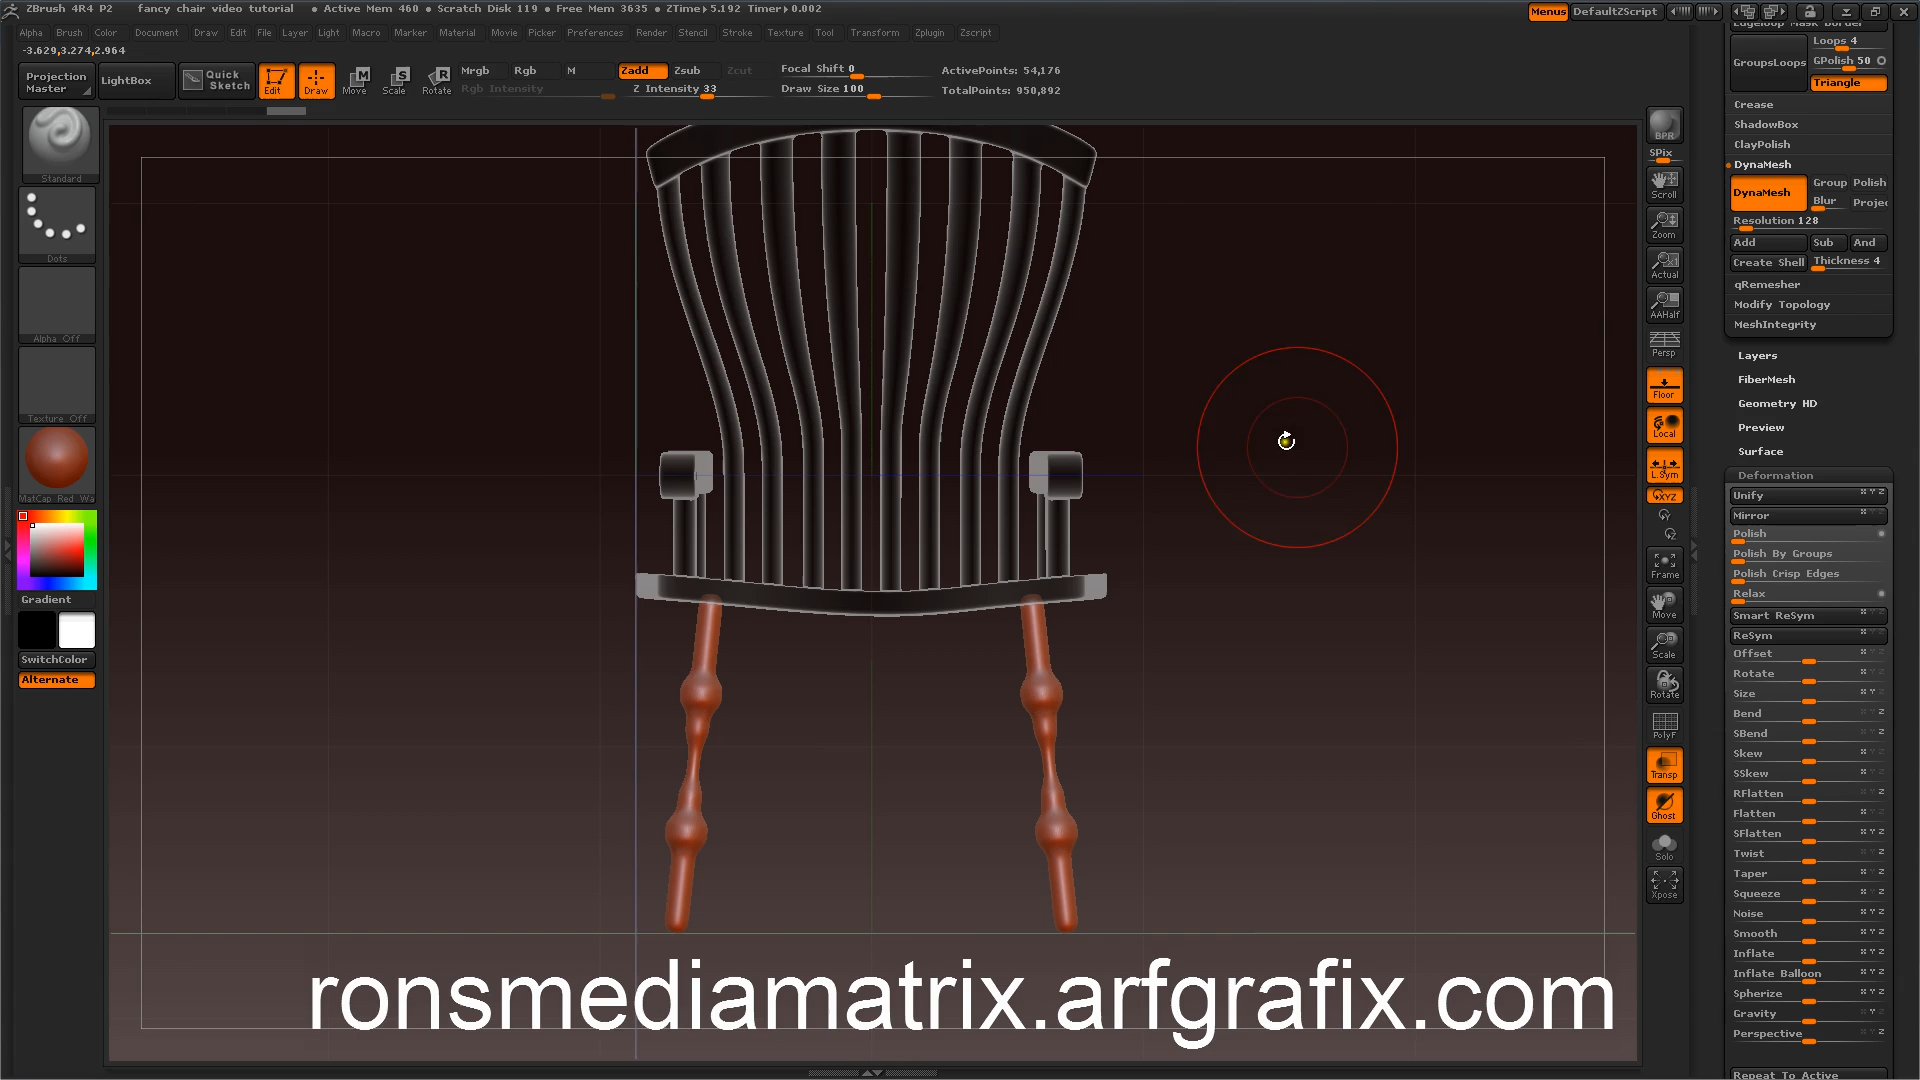 ZBrush 4R4 P2 fancy chair video tutorial • Active Mem 460 • Scratch Disk 119 • Free Mem 3635 • ZTime▸5.192 Timer▸0.002 Menus DefaultZScript
Alpha Brush Color Document Draw Edit File Layer Light Macro Marker Material Movie Picker Preferences Render Stencil Stroke Texture Tool Transform Zplugin Zscript
-3.629,3.274,2.964
Projection Master
LightBox
Quick Sketch
Edit
Draw
Move
Scale
Rotate
Mrgb Rgb M
Rgb Intensity
Zadd Zsub Zcut
Z Intensity 33
Focal Shift 0
Draw Size 100
ActivePoints: 54,176
TotalPoints: 950,892
Standard
Dots
Alpha Off
Texture Off
MatCap Red Wa
Gradient
SwitchColor
Alternate
BPR
SPix
Scroll
Zoom
Actual
AAHalf
Persp
Floor
Local
L.Sym
XYZ
Frame
Move
Scale
Rotate
PolyF
Transp
Ghost
Solo
Xpose
Edgeloop Mask Border
GroupsLoops
Loops 4
GPolish 50
Triangle
Crease
ShadowBox
ClayPolish
DynaMesh
DynaMesh
Group Polish
Blur Projec
Resolution 128
Add Sub And
Create Shell Thickness 4
qRemesher
Modify Topology
MeshIntegrity
Layers
FiberMesh
Geometry HD
Preview
Surface
Deformation
Unify
Mirror
Polish
Polish By Groups
Polish Crisp Edges
Relax
Smart ReSym
ReSym
Offset
Rotate
Size
Bend
SBend
Skew
SSkew
RFlatten
Flatten
SFlatten
Twist
Taper
Squeeze
Noise
Smooth
Inflate
Inflate Balloon
Spherize
Gravity
Perspective
Repeat To Active
ronsmediamatrix.arfgrafix.com